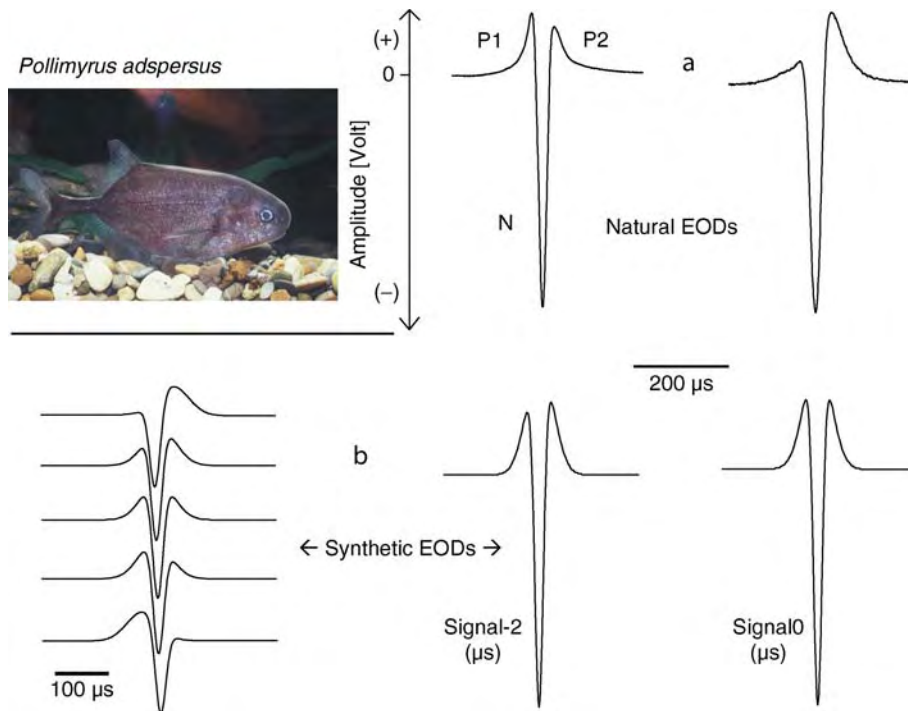 Pollimyrus adspersus
Amplitude [Volt]
(+)
0
(–)
P1
P2
N
a
Natural EODs
200 µs
b
← Synthetic EODs →
100 µs
Signal-2
(µs)
Signal0
(µs)